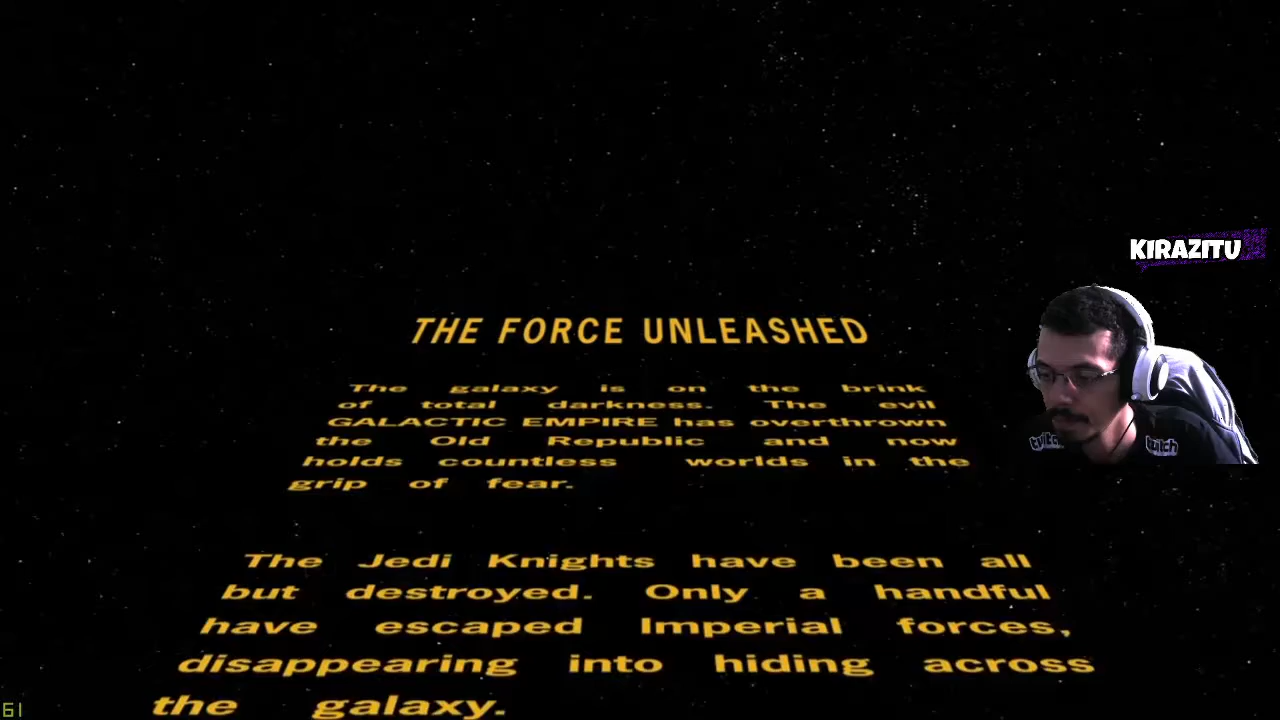 THE FORCE UNLEASHED
The galaxy is on the brink
of total darkness. The evil
GALACTIC EMPIRE has overthrown
the Old Republic and now
holds countless worlds in the
grip of fear.
The Jedi Knights have been all
but destroyed. Only a handful
have escaped Imperial forces,
disappearing into hiding across
the galaxy.
KIRAZITU
twitch
twitch
61